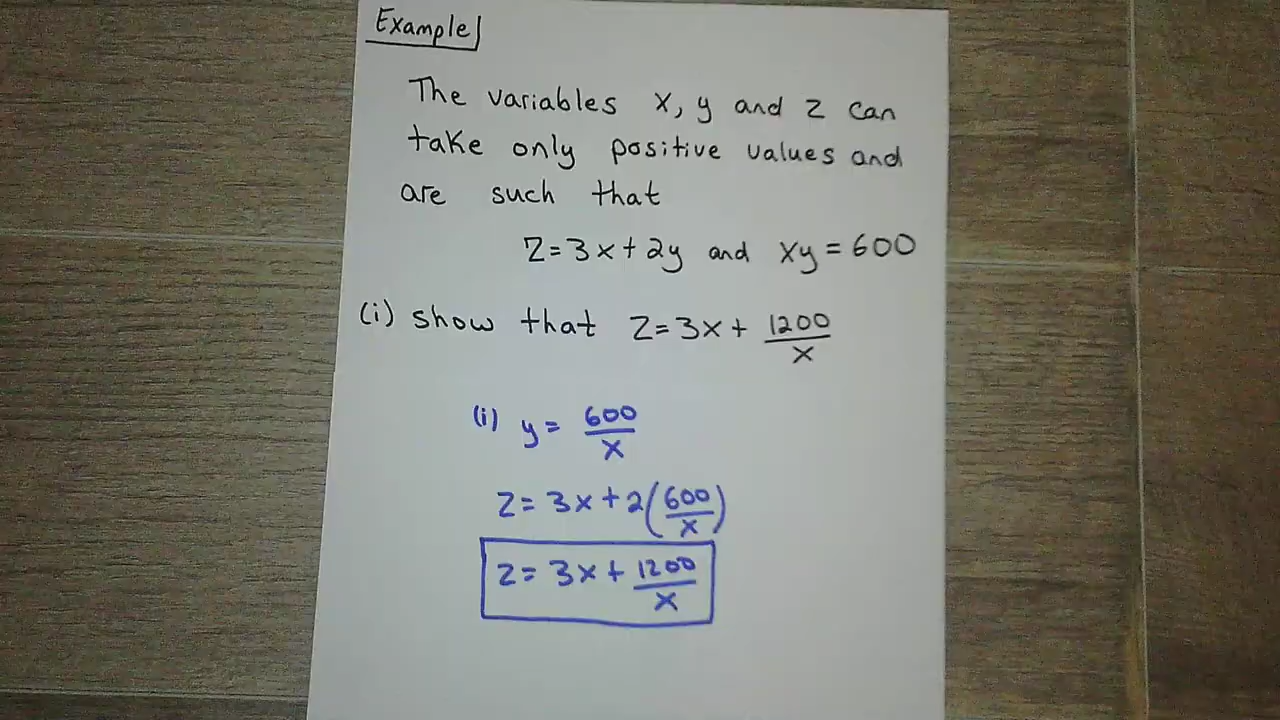 Example
The variables x, y and z can
take only positive values and
are such that
Z=3x+2y and xy=600
(i) show that Z=3x+ 1200/x
(i) y= 600/x
z=3x+2(600/x)
z=3x+ 1200/x